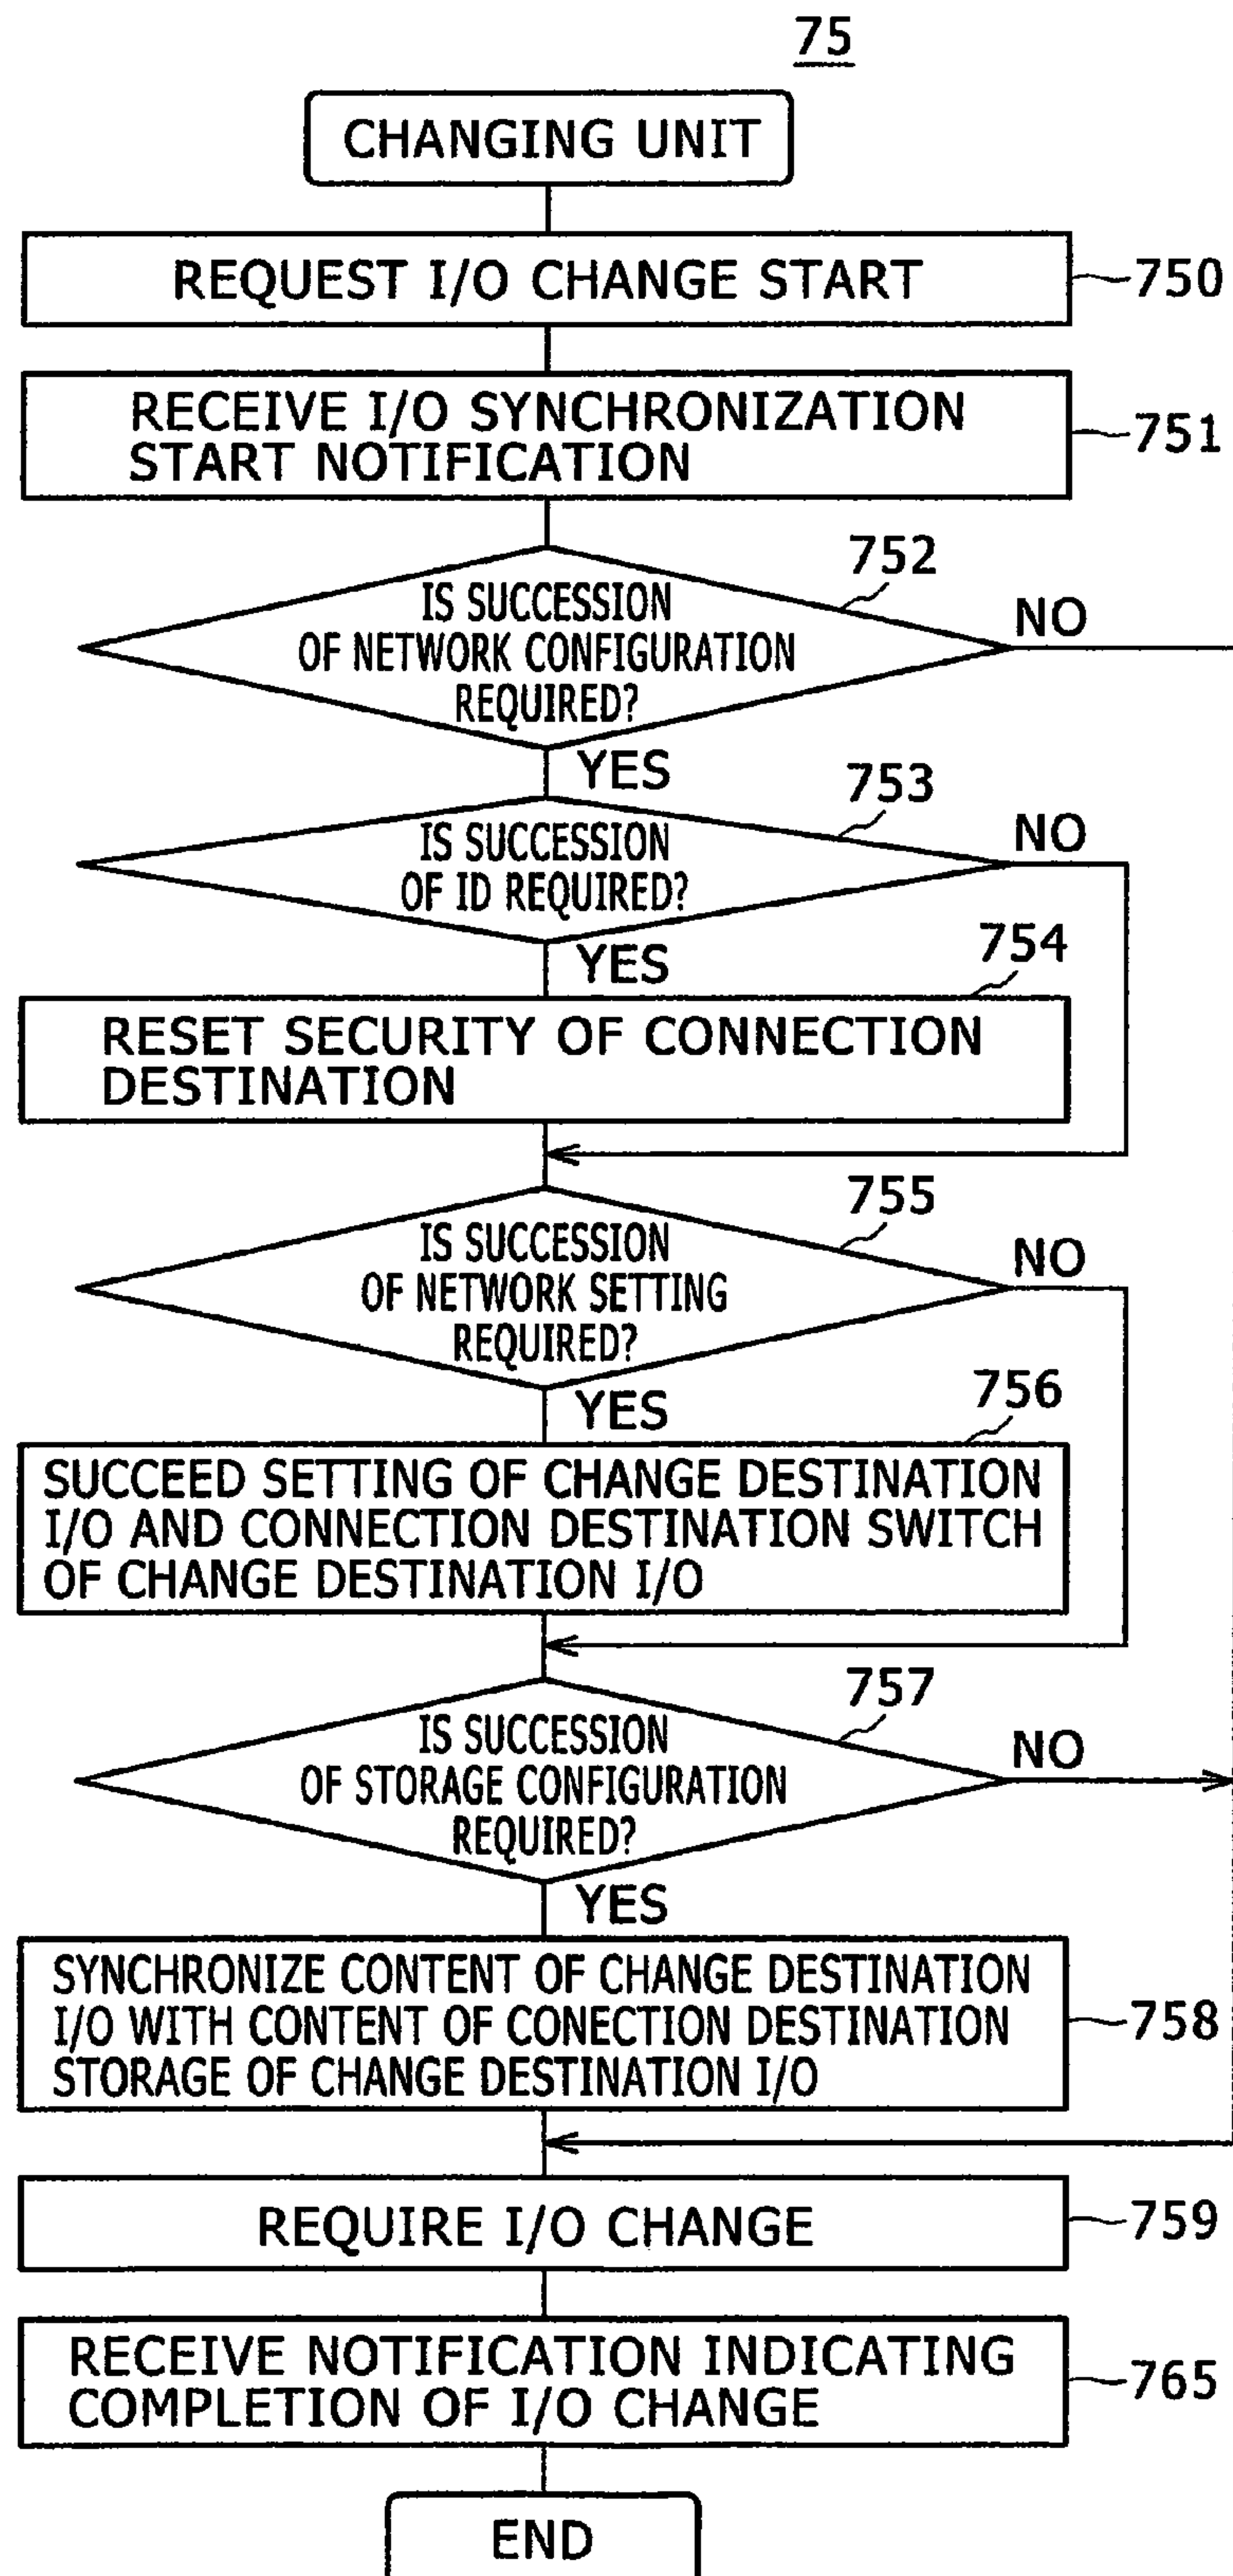 75
CHANGING UNIT
REQUEST I/O CHANGE START
750
RECEIVE I/O SYNCHRONIZATION
START NOTIFICATION
751
752
IS SUCCESSION
OF NETWORK CONFIGURATION
REQUIRED?
NO
YES
753
IS SUCCESSION
OF ID REQUIRED?
NO
YES
754
RESET SECURITY OF CONNECTION
DESTINATION
755
IS SUCCESSION
OF NETWORK SETTING
REQUIRED?
NO
YES
756
SUCCEED SETTING OF CHANGE DESTINATION
I/O AND CONNECTION DESTINATION SWITCH
OF CHANGE DESTINATION I/O
757
IS SUCCESSION
OF STORAGE CONFIGURATION
REQUIRED?
NO
YES
SYNCHRONIZE CONTENT OF CHANGE DESTINATION
I/O WITH CONTENT OF CONECTION DESTINATION
STORAGE OF CHANGE DESTINATION I/O
758
REQUIRE I/O CHANGE
759
RECEIVE NOTIFICATION INDICATING
COMPLETION OF I/O CHANGE
765
END